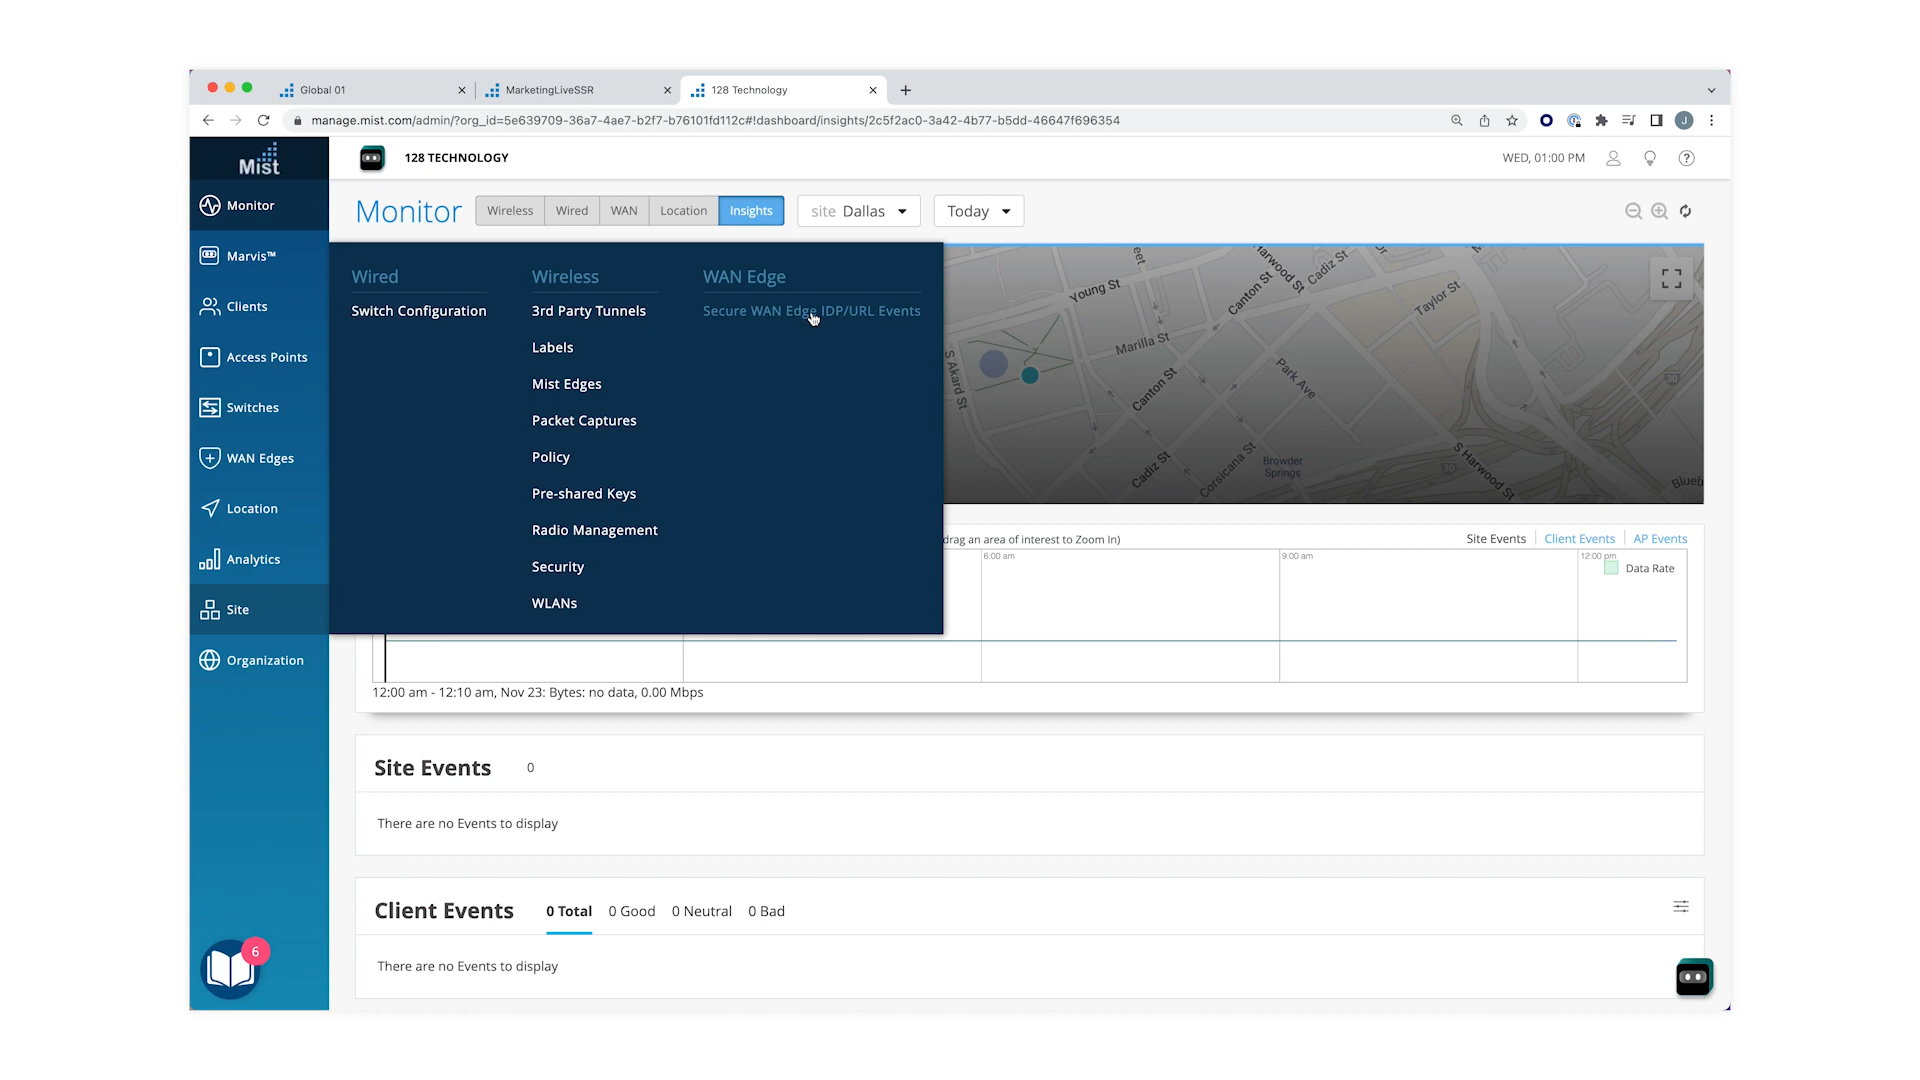 Global 01
MarketingLiveSSR
128 Technology
manage.mist.com/admin/?org_id=5e639709-36a7-4ae7-b2f7-b76101fd112c#!dashboard/insights/2c5f2ac0-3a42-4b77-b5dd-46647f696354
J
Mist
128 TECHNOLOGY
WED, 01:00 PM
?
Monitor
Marvis™
Clients
Access Points
Switches
WAN Edges
Location
Analytics
Site
Organization
6
Monitor
Wireless
Wired
WAN
Location
Insights
site Dallas
Today
Wired
Switch Configuration
Wireless
3rd Party Tunnels
Labels
Mist Edges
Packet Captures
Policy
Pre-shared Keys
Radio Management
Security
WLANs
WAN Edge
Secure WAN Edge IDP/URL Events
Young St
Harwood St
Cadiz St
Canton St
Taylor St
Marilla St
S Akard St
Park Ave
Canton St
30
Cadiz St
Corsicana St
Browder
Springs
30
S Harwood St
drag an area of interest to Zoom In)
Site Events
Client Events
AP Events
6:00 am
9:00 am
12:00 pm
Data Rate
12:00 am - 12:10 am, Nov 23: Bytes: no data, 0.00 Mbps
Site Events 0
There are no Events to display
Client Events 0 Total 0 Good 0 Neutral 0 Bad
There are no Events to display